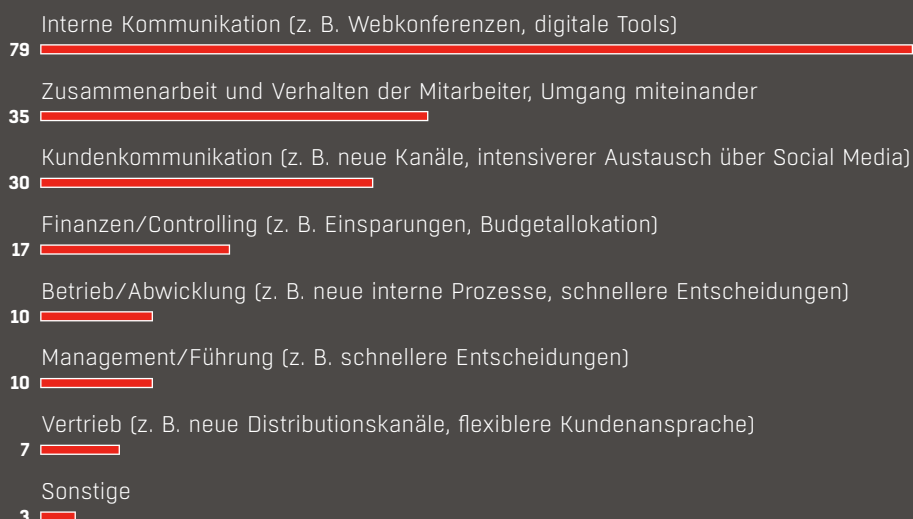 Interne Kommunikation (z. B. Webkonferenzen, digitale Tools)
79
Zusammenarbeit und Verhalten der Mitarbeiter, Umgang miteinander
35
Kundenkommunikation (z. B. neue Kanäle, intensiverer Austausch über Social Media)
30
Finanzen/Controlling (z. B. Einsparungen, Budgetallokation)
17
Betrieb/Abwicklung (z. B. neue interne Prozesse, schnellere Entscheidungen)
10
Management/Führung (z. B. schnellere Entscheidungen)
10
Vertrieb (z. B. neue Distributionskanäle, flexiblere Kundenansprache)
7
Sonstige
3